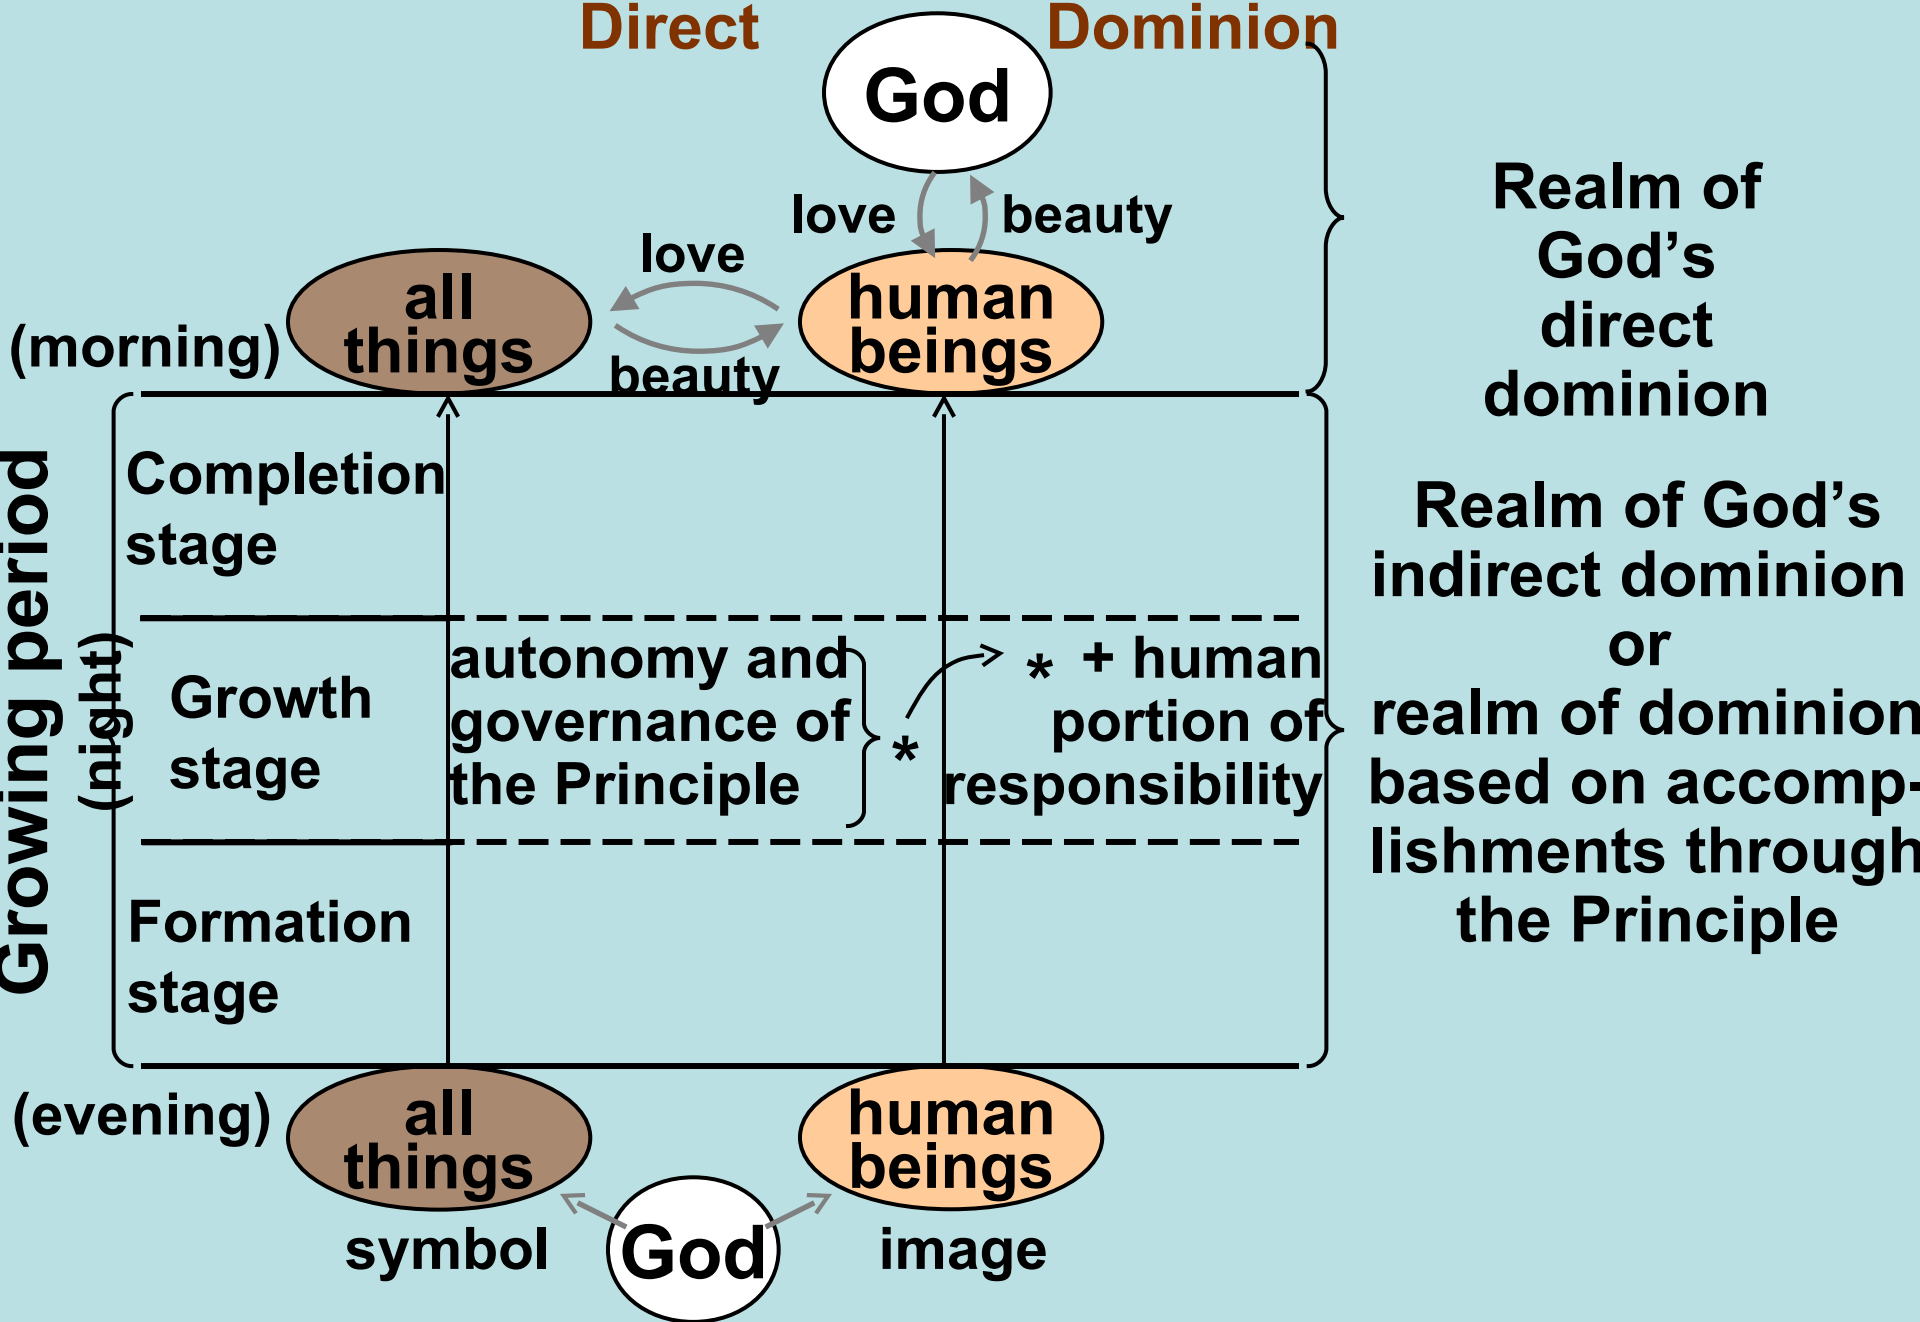 Direct Dominion
God
love beauty
love
all
things
human
beings
beauty
(morning)
Realm of
God’s
direct
dominion
Growing period
(night)
Completion
stage
Growth
stage
Formation
stage
autonomy and
governance of
the Principle
*
* + human
portion of
responsibility
Realm of God’s
indirect dominion
or
realm of dominion
based on accomp-
lishments through
the Principle
(evening)
all
things
human
beings
symbol
God
image